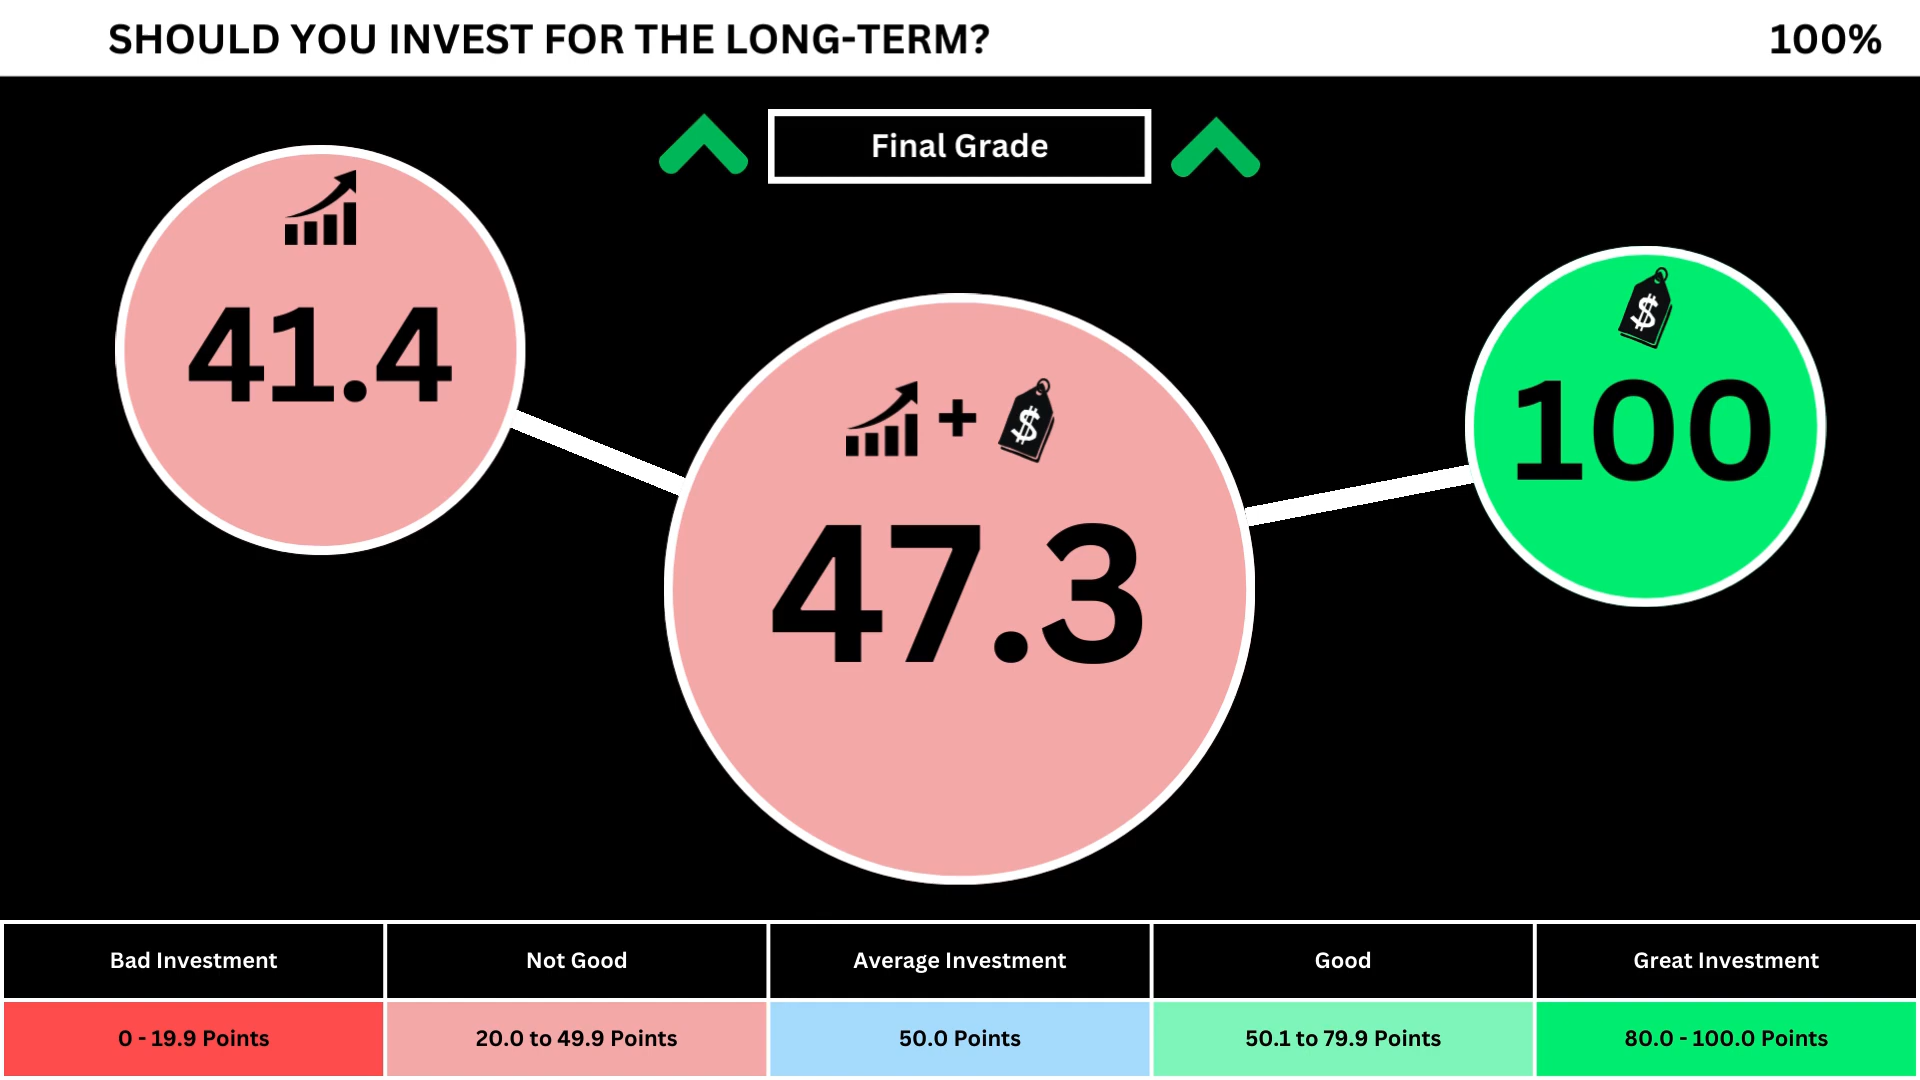 SHOULD YOU INVEST FOR THE LONG-TERM?
100%
Final Grade
41.4
$
100
+
$
47.3
Bad Investment
Not Good
Average Investment
Good
Great Investment
0 - 19.9 Points
20.0 to 49.9 Points
50.0 Points
50.1 to 79.9 Points
80.0 - 100.0 Points